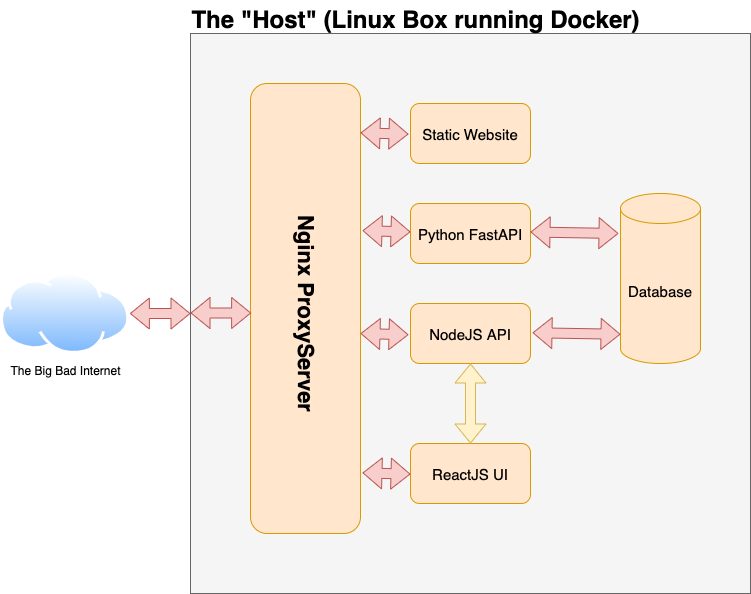 The "Host" (Linux Box running Docker)
Static Website
Nginx ProxyServer
Python FastAPI
Database
NodeJS API
The Big Bad Internet
ReactJS UI